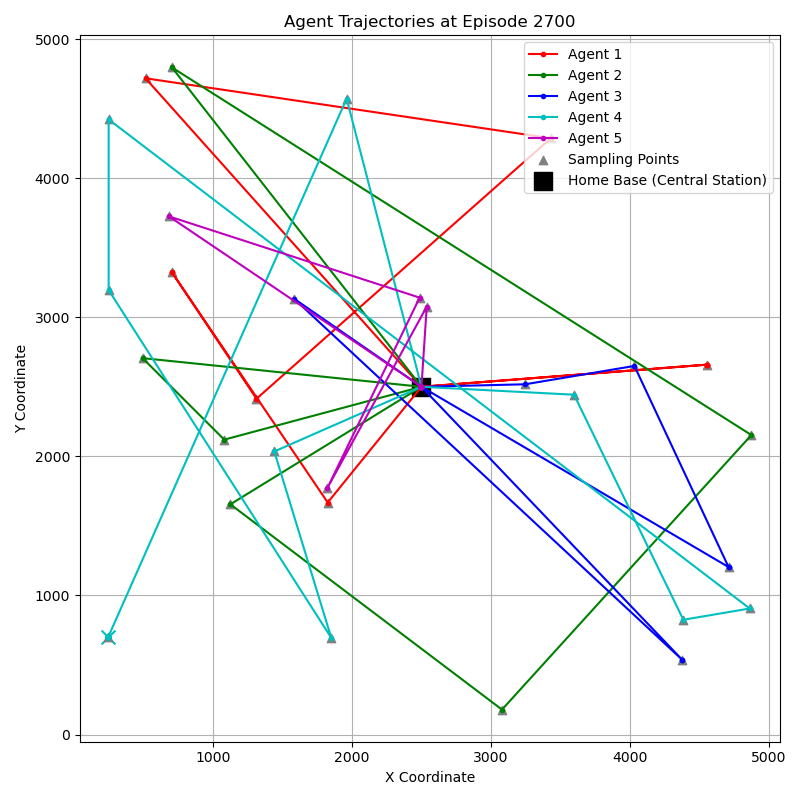 Agent Trajectories at Episode 2700
5000
4000
3000
2000
1000
0
Y Coordinate
Agent 1
Agent 2
Agent 3
Agent 4
Agent 5
Sampling Points
Home Base (Central Station)
1000 2000 3000 4000 5000
X Coordinate